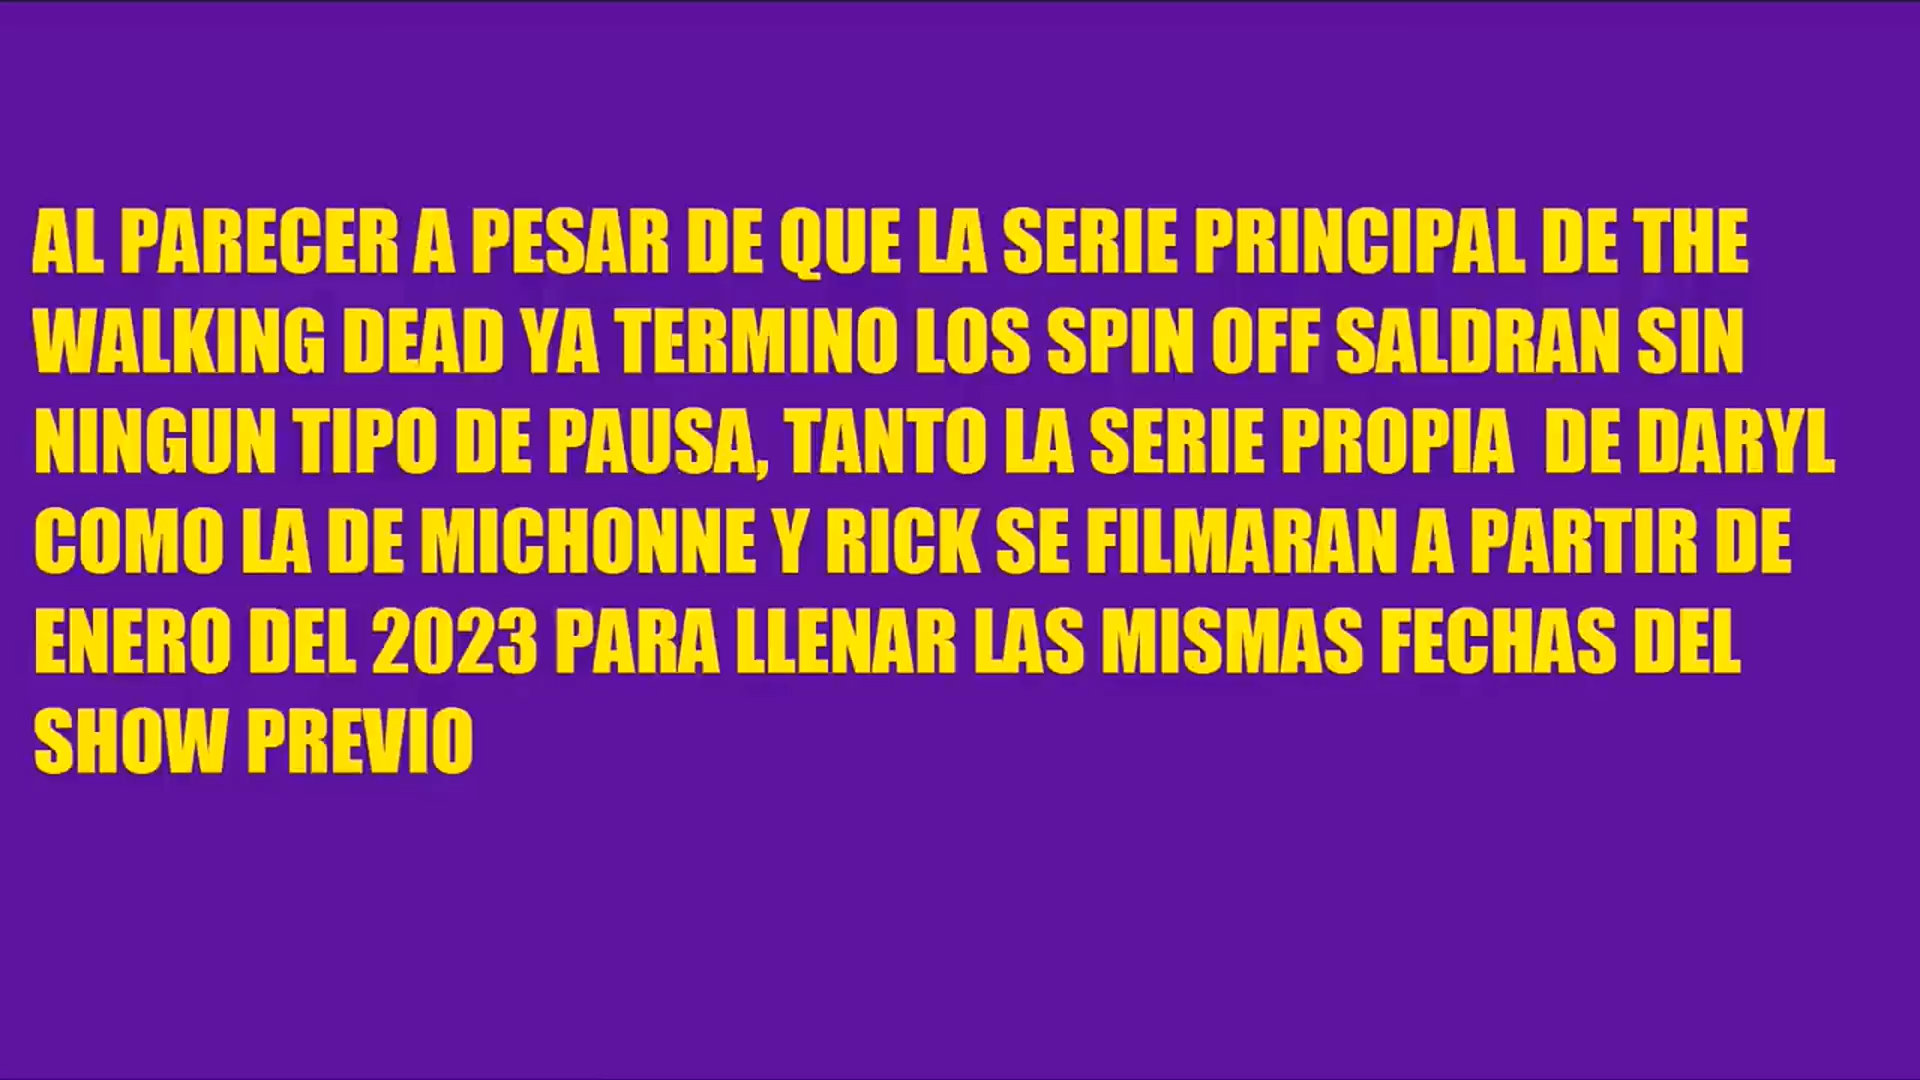 AL PARECER A PESAR DE QUE LA SERIE PRINCIPAL DE THE
WALKING DEAD YA TERMINO LOS SPIN OFF SALDRAN SIN
NINGUN TIPO DE PAUSA, TANTO LA SERIE PROPIA  DE DARYL
COMO LA DE MICHONNE Y RICK SE FILMARAN A PARTIR DE
ENERO DEL 2023 PARA LLENAR LAS MISMAS FECHAS DEL
SHOW PREVIO